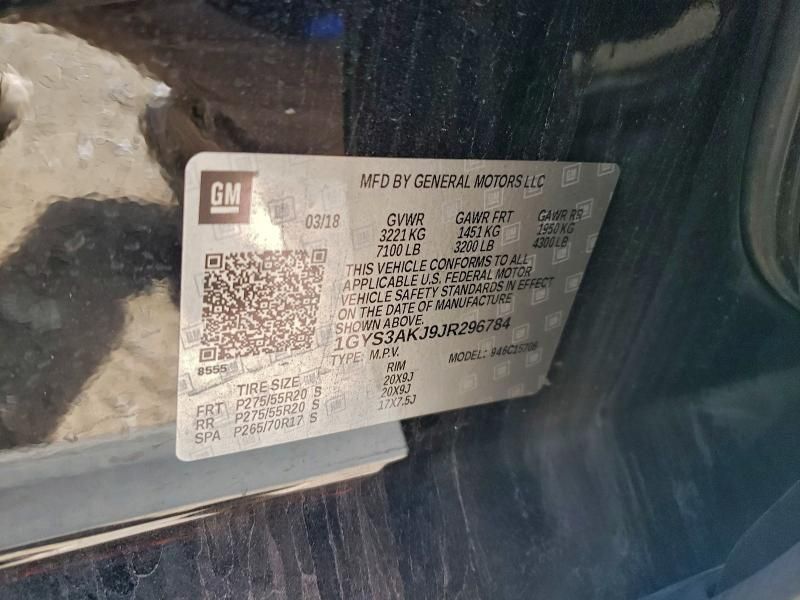 GM
MFD BY GENERAL MOTORS LLC
03/18 GVWR GAWR FRT GAWR RR
3221 KG 1451 KG 1950 KG
7100 LB 3200 LB 4300 LB
THIS VEHICLE CONFORMS TO ALL
APPLICABLE U.S. FEDERAL MOTOR
VEHICLE SAFETY STANDARDS IN EFFECT
ON THE DATE OF MANUFACTURE
SHOWN ABOVE.
1GYS3AKJ9JR296784
8555 TYPE: M.P.V. MODEL: 946C15706
TIRE SIZE RIM
FRT P275/55R20 S 20X9J
RR P275/55R20 S 20X9J
SPA P265/70R17 S 17X7.5J